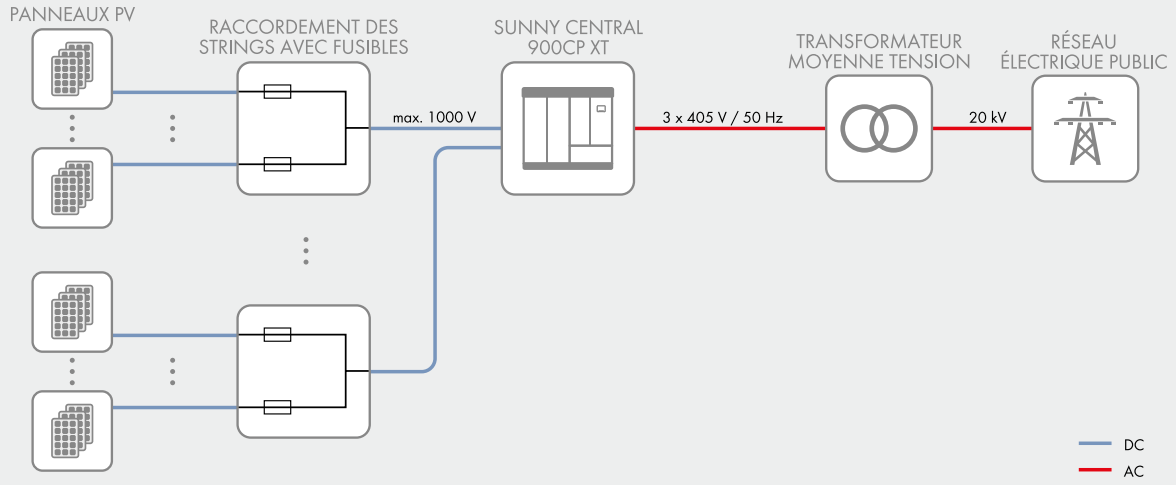 PANNEAUX PV
RACCORDEMENT DES
STRINGS AVEC FUSIBLES
SUNNY CENTRAL
900CP XT
TRANSFORMATEUR
MOYENNE TENSION
RÉSEAU
ÉLECTRIQUE PUBLIC
max. 1000 V
3 x 405 V / 50 Hz
20 kV
DC
AC